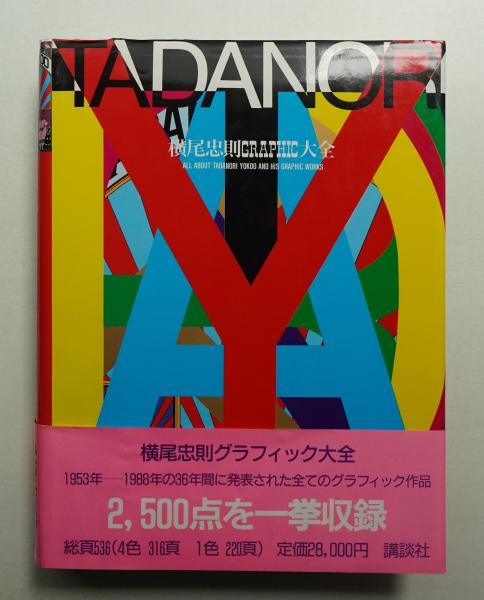 TADANORI
横尾忠則GRAPHIC大全
ALL ABOUT TADANORI YOKOO AND HIS GRAPHIC WORKS
横尾忠則グラフィック大全
1953年——1988年の36年間に発表された全てのグラフィック作品
2,500点を一挙収録
総頁536(4色 316頁 1色 220頁) 定価28,000円 講談社